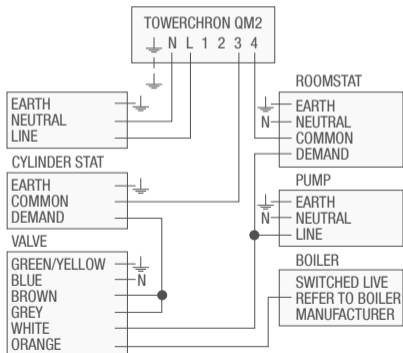 TOWERCHRON QM2
N L 1 2 3 4
EARTH
NEUTRAL
LINE
CYLINDER STAT
EARTH
COMMON
DEMAND
VALVE
GREEN/YELLOW
BLUE
N
BROWN
GREY
WHITE
ORANGE
ROOMSTAT
EARTH
N NEUTRAL
COMMON
DEMAND
PUMP
EARTH
N NEUTRAL
LINE
BOILER
SWITCHED LIVE
REFER TO BOILER
MANUFACTURER